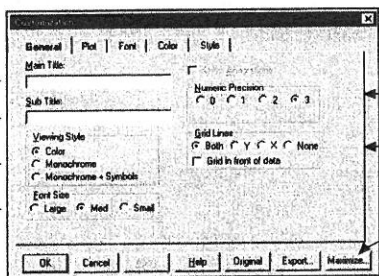 Customization
General Plot Font Color Style
Main Title:
Sub Title:
Viewing Style
Color
Monochrome
Monochrome + Symbols
Font Size
Large Med Small
Numeric Precision
0 1 2 3
Grid Lines
Both Y X None
Grid in front of data
OK Cancel Help Original Export... Maximize...